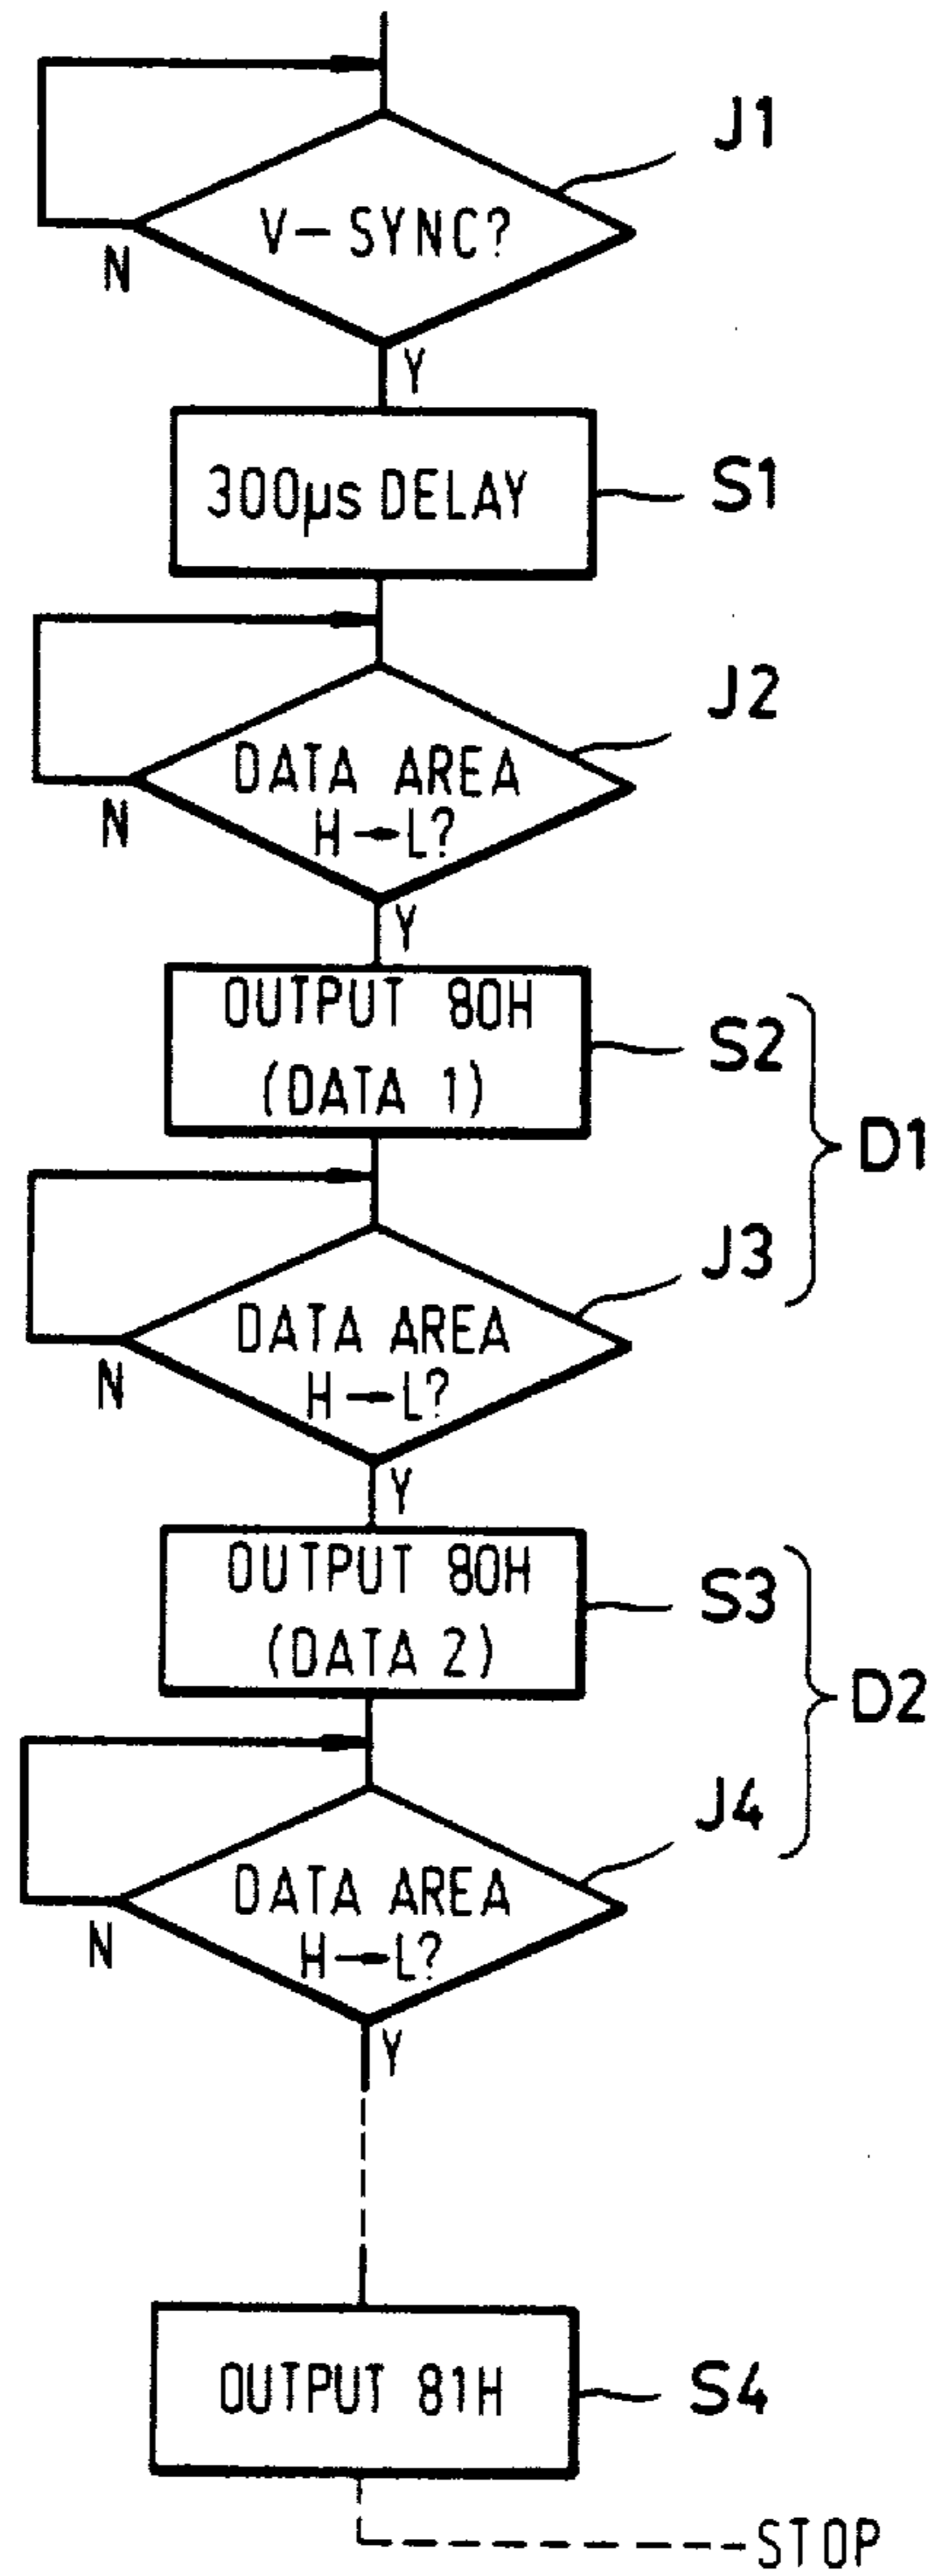 J1
V-SYNC?
N
Y
300µs DELAY
S1
J2
DATA AREA
H→L?
N
Y
OUTPUT 80H
(DATA 1)
S2
D1
J3
DATA AREA
H→L?
N
Y
OUTPUT 80H
(DATA 2)
S3
D2
J4
DATA AREA
H→L?
N
Y
OUTPUT 81H
S4
STOP